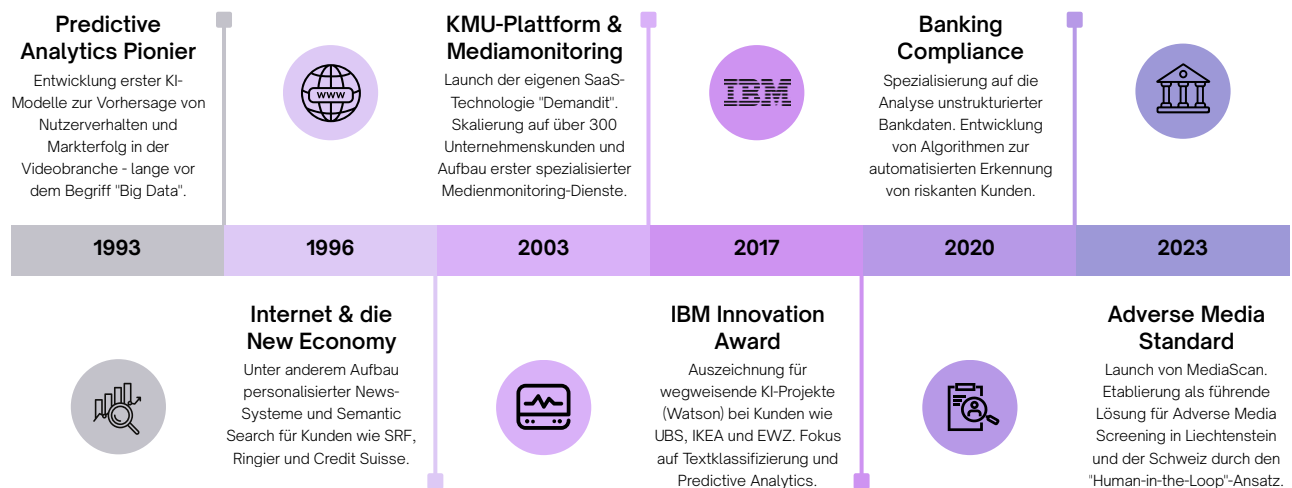 Predictive
Analytics Pionier
Entwicklung erster KI-
Modelle zur Vorhersage von
Nutzerverhalten und
Markterfolg in der
Videobranche - lange vor
dem Begriff "Big Data".
1993
www
1996
Internet & die
New Economy
Unter anderem Aufbau
personalisierter News-
Systeme und Semantic
Search für Kunden wie SRF,
Ringier und Credit Suisse.
KMU-Plattform &
Mediamonitoring
Launch der eigenen SaaS-
Technologie "Demandit".
Skalierung auf über 300
Unternehmenskunden und
Aufbau erster spezialisierter
Medienmonitoring-Dienste.
2003
IBM
2017
IBM Innovation
Award
Auszeichnung für
wegweisende KI-Projekte
(Watson) bei Kunden wie
UBS, IKEA und EWZ. Fokus
auf Textklassifizierung und
Predictive Analytics.
Banking
Compliance
Spezialisierung auf die
Analyse unstrukturierter
Bankdaten. Entwicklung
von Algorithmen zur
automatisierten Erkennung
von riskanten Kunden.
2020
2023
Adverse Media
Standard
Launch von MediaScan.
Etablierung als führende
Lösung für Adverse Media
Screening in Liechtenstein
und der Schweiz durch den
"Human-in-the-Loop"-Ansatz.